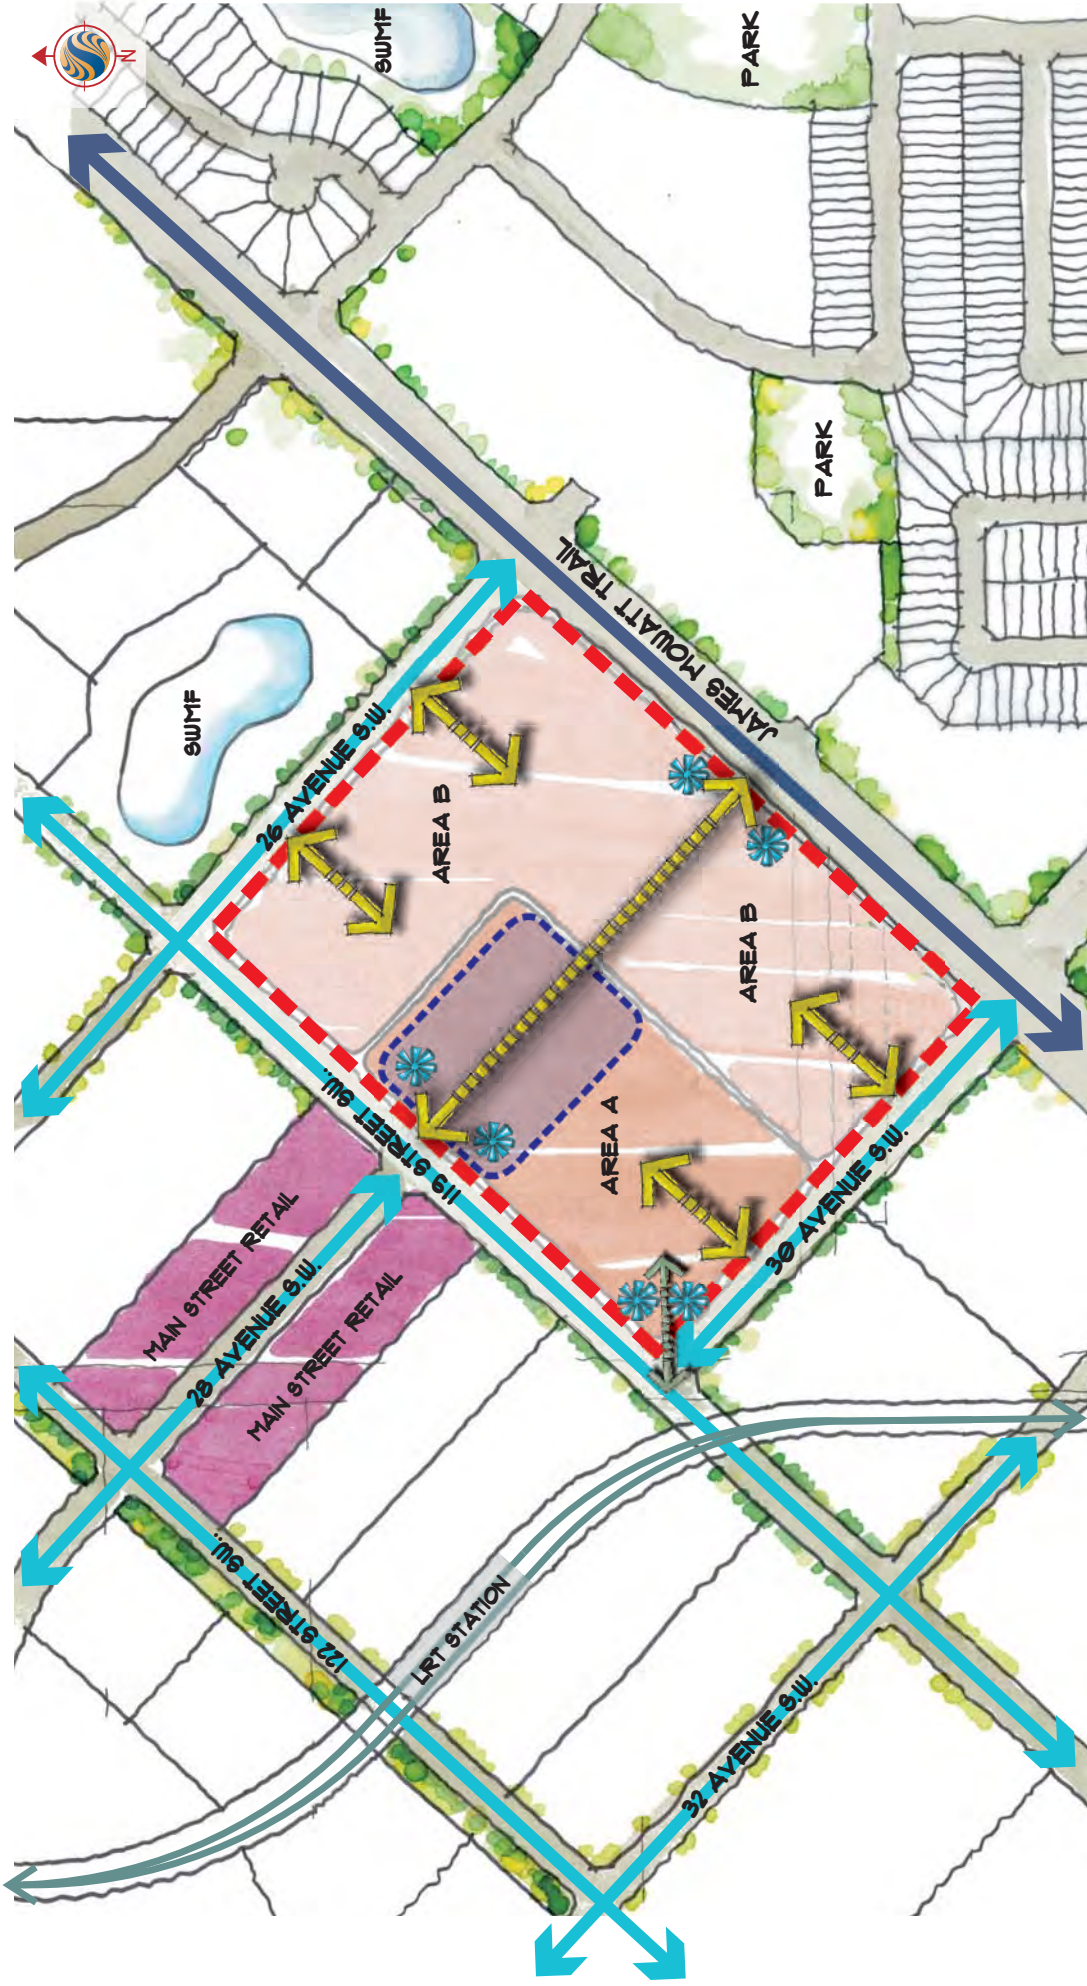 N
SWMF
PARK
PARK
JAMES MOWATT TRAIL
SWMF
26 AVENUE S.W.
AREA B
AREA B
AREA A
119 STREET SW.
30 AVENUE S.W.
MAIN STREET RETAIL
28 AVENUE S.W.
MAIN STREET RETAIL
122 STREET SW.
LRT STATION
32 AVENUE S.W.